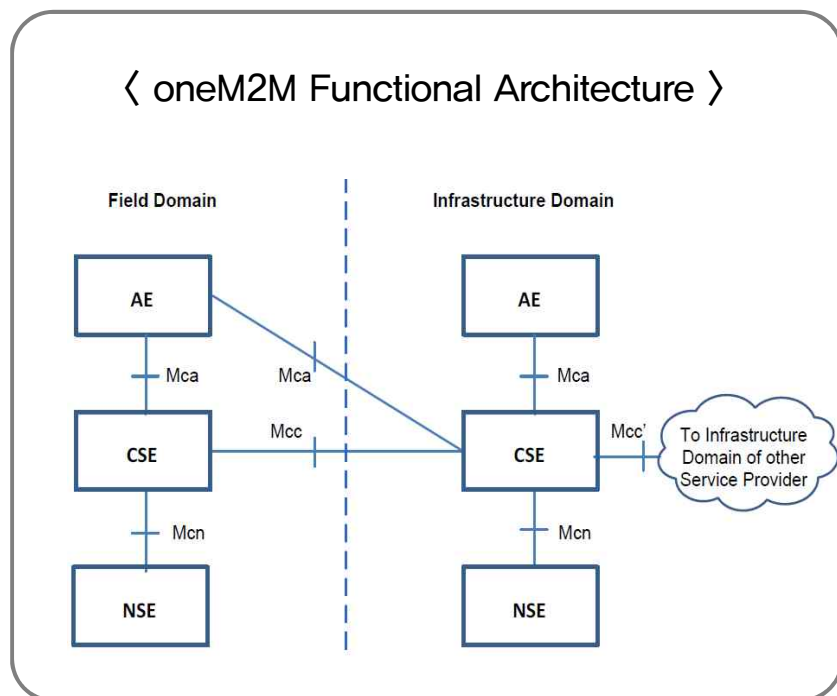 〈 oneM2M Functional Architecture 〉
Field Domain
Infrastructure Domain
AE
AE
Mca
Mca
Mca
Mcc
Mcc'
CSE
CSE
To Infrastructure
Domain of other
Service Provider
Mcn
Mcn
NSE
NSE